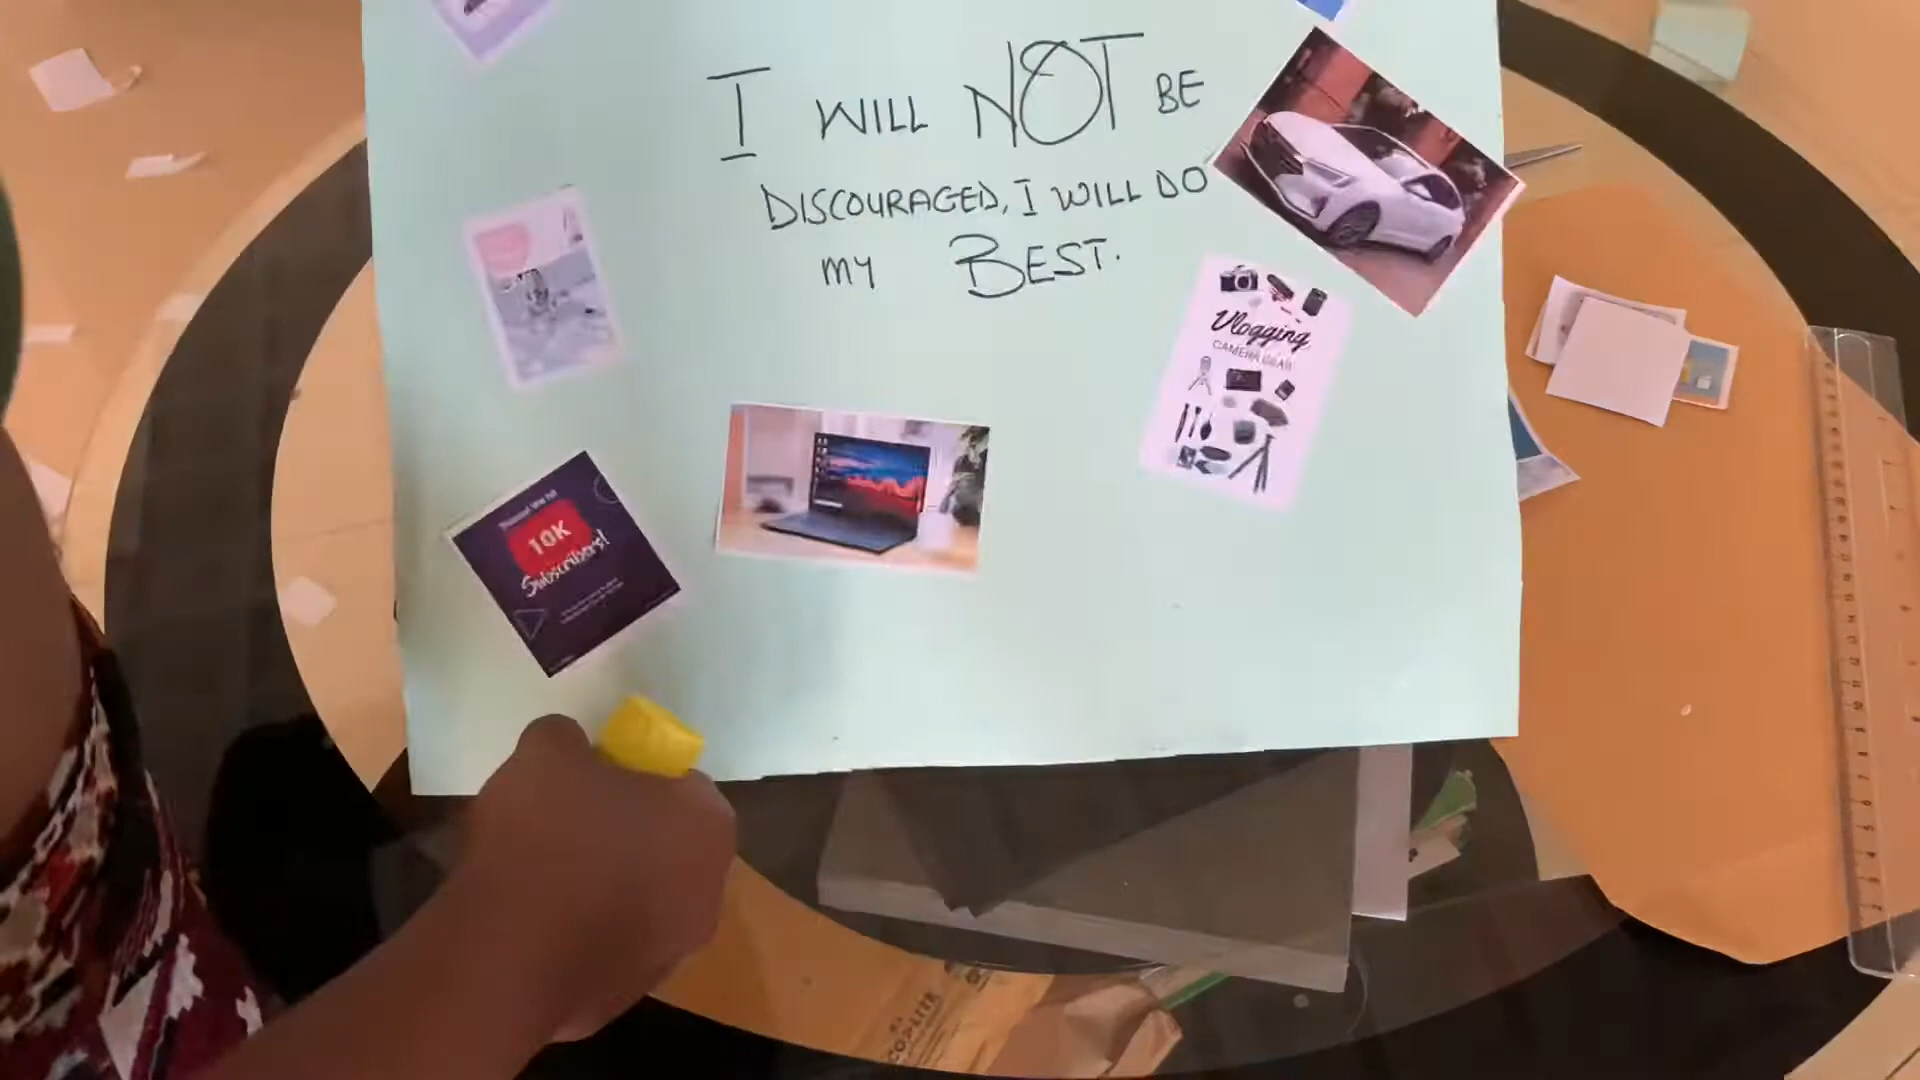 I WILL NOT BE
DISCOURAGED, I WILL DO
MY BEST.
Vlogging
CAMERA GEAR
10K
Subscribers!